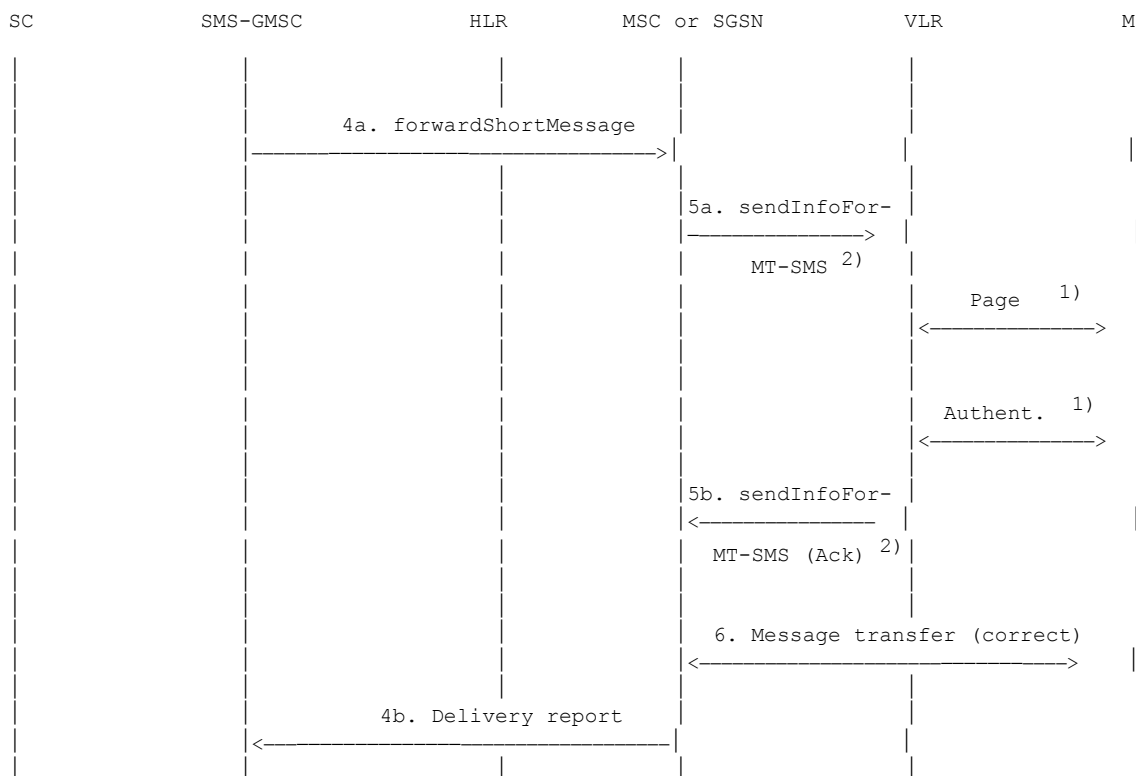 SC SMS-GMSC HLR MSC or SGSN VLR M
4a. forwardShortMessage
5a. sendInfoFor-
MT-SMS 2)
Page 1)
Authent. 1)
5b. sendInfoFor-
MT-SMS (Ack) 2)
6. Message transfer (correct)
4b. Delivery report